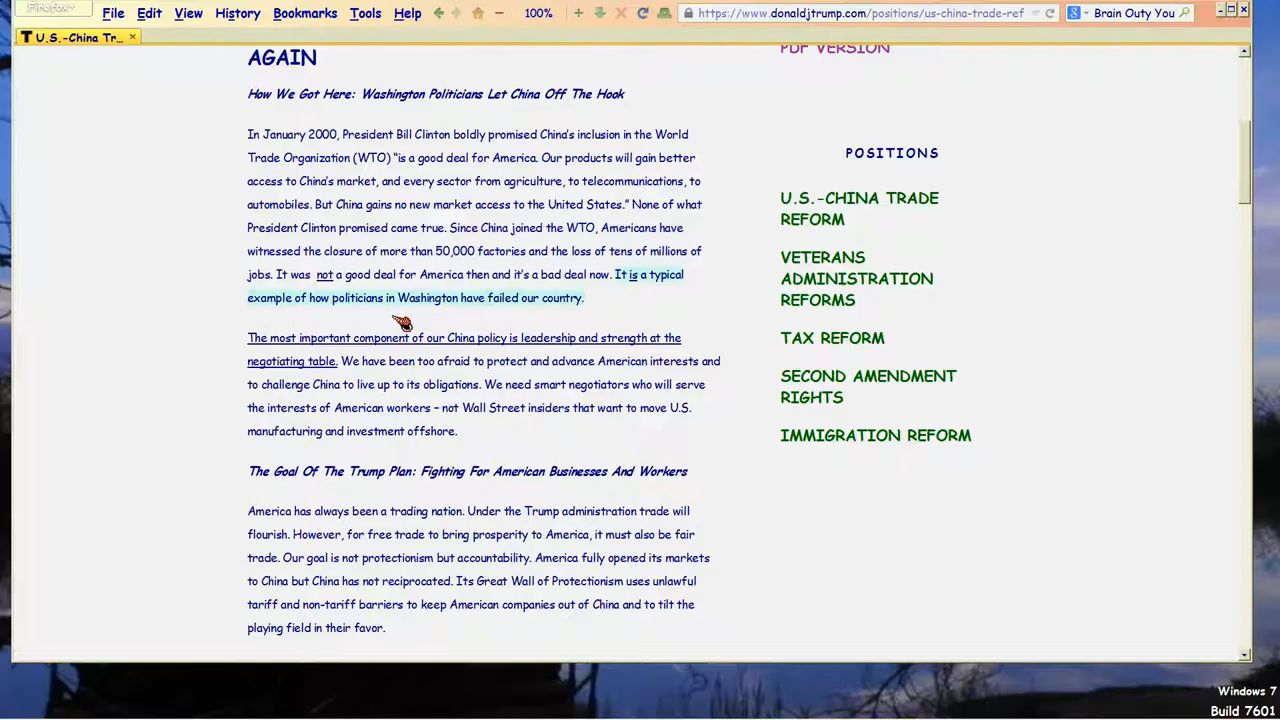 Firefox
File Edit View History Bookmarks Tools Help 100% https://www.donaldjtrump.com/positions/us-china-trade-ref Brain Outy You
U.S.-China Tr...
AGAIN
PDF VERSION
How We Got Here: Washington Politicians Let China Off The Hook
In January 2000, President Bill Clinton boldly promised China's inclusion in the World
Trade Organization (WTO) "is a good deal for America. Our products will gain better
access to China's market, and every sector from agriculture, to telecommunications, to
automobiles. But China gains no new market access to the United States." None of what
President Clinton promised came true. Since China joined the WTO, Americans have
witnessed the closure of more than 50,000 factories and the loss of tens of millions of
jobs. It was not a good deal for America then and it's a bad deal now. It is a typical
example of how politicians in Washington have failed our country.
The most important component of our China policy is leadership and strength at the
negotiating table. We have been too afraid to protect and advance American interests and
to challenge China to live up to its obligations. We need smart negotiators who will serve
the interests of American workers – not Wall Street insiders that want to move U.S.
manufacturing and investment offshore.
The Goal Of The Trump Plan: Fighting For American Businesses And Workers
America has always been a trading nation. Under the Trump administration trade will
flourish. However, for free trade to bring prosperity to America, it must also be fair
trade. Our goal is not protectionism but accountability. America fully opened its markets
to China but China has not reciprocated. Its Great Wall of Protectionism uses unlawful
tariff and non-tariff barriers to keep American companies out of China and to tilt the
playing field in their favor.
POSITIONS
U.S.-CHINA TRADE
REFORM
VETERANS
ADMINISTRATION
REFORMS
TAX REFORM
SECOND AMENDMENT
RIGHTS
IMMIGRATION REFORM
Windows 7
Build 7601